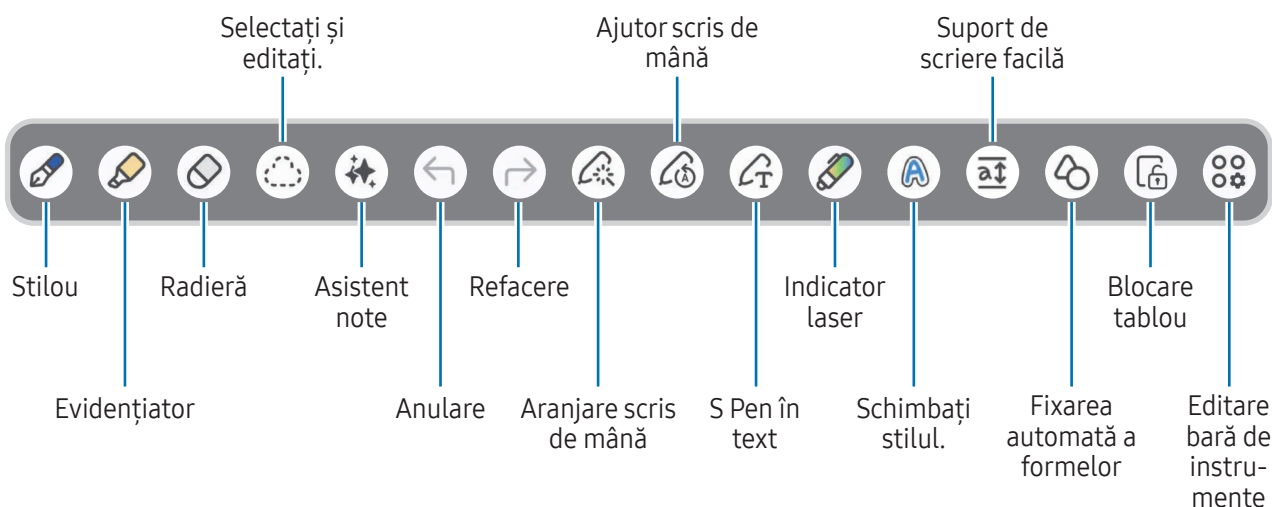 Selectați și
editați.
Ajutor scris de
mână
Suport de
scriere facilă
Stilou
Radieră
Asistent
note
Refacere
Indicator
laser
Blocare
tablou
Evidențiator
Anulare
Aranjare scris
de mână
S Pen în
text
Schimbați
stilul.
Fixarea
automată a
formelor
Editare
bară de
instru-
mente